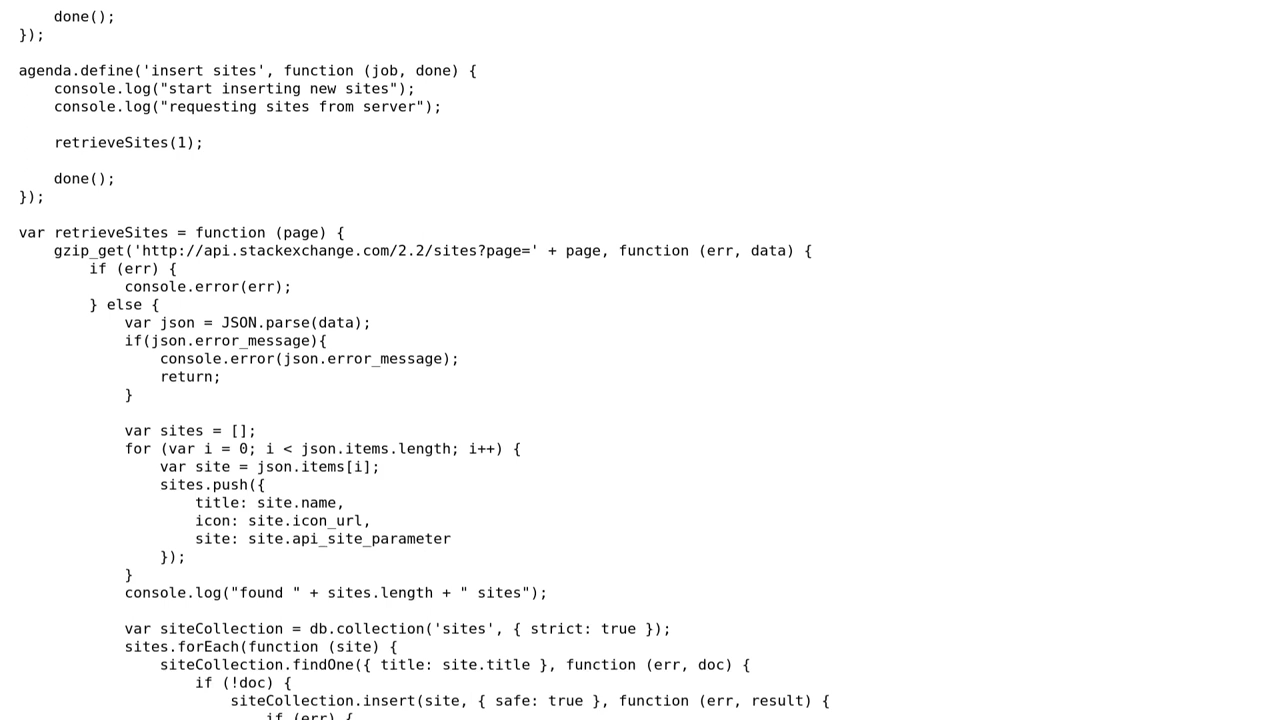 done();
});

agenda.define('insert sites', function (job, done) {
    console.log("start inserting new sites");
    console.log("requesting sites from server");

    retrieveSites(1);

    done();
});

var retrieveSites = function (page) {
    gzip_get('http://api.stackexchange.com/2.2/sites?page=' + page, function (err, data) {
        if (err) {
            console.error(err);
        } else {
            var json = JSON.parse(data);
            if(json.error_message){
                console.error(json.error_message);
                return;
            }

            var sites = [];
            for (var i = 0; i < json.items.length; i++) {
                var site = json.items[i];
                sites.push({
                    title: site.name,
                    icon: site.icon_url,
                    site: site.api_site_parameter
                });
            }
            console.log("found " + sites.length + " sites");

            var siteCollection = db.collection('sites', { strict: true });
            sites.forEach(function (site) {
                siteCollection.findOne({ title: site.title }, function (err, doc) {
                    if (!doc) {
                        siteCollection.insert(site, { safe: true }, function (err, result) {
                            if (err) {